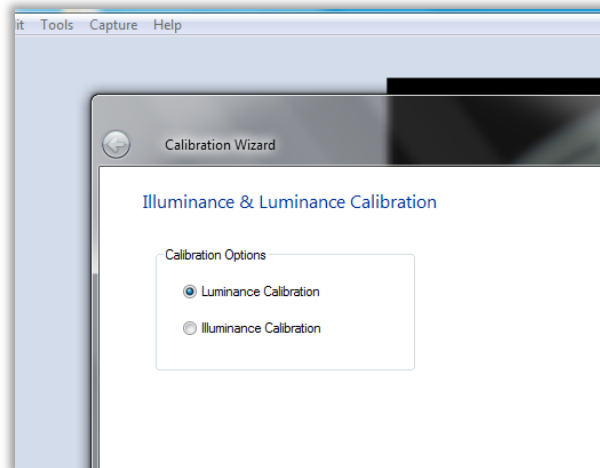 it Tools Capture Help
Calibration Wizard
Illuminance & Luminance Calibration
Calibration Options
Luminance Calibration
Illuminance Calibration